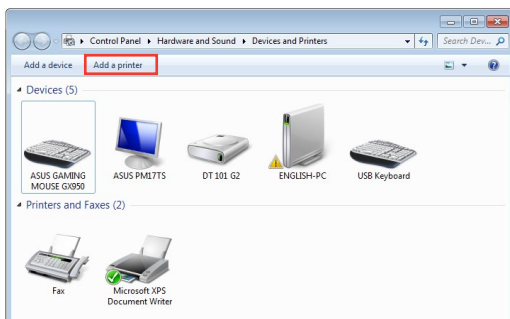 Control Panel ▸ Hardware and Sound ▸ Devices and Printers
Search Dev...
Add a device
Add a printer
Devices (5)
ASUS GAMING
MOUSE GX950
ASUS PM17TS
DT 101 G2
ENGLISH-PC
USB Keyboard
Printers and Faxes (2)
Fax
Microsoft XPS
Document Writer